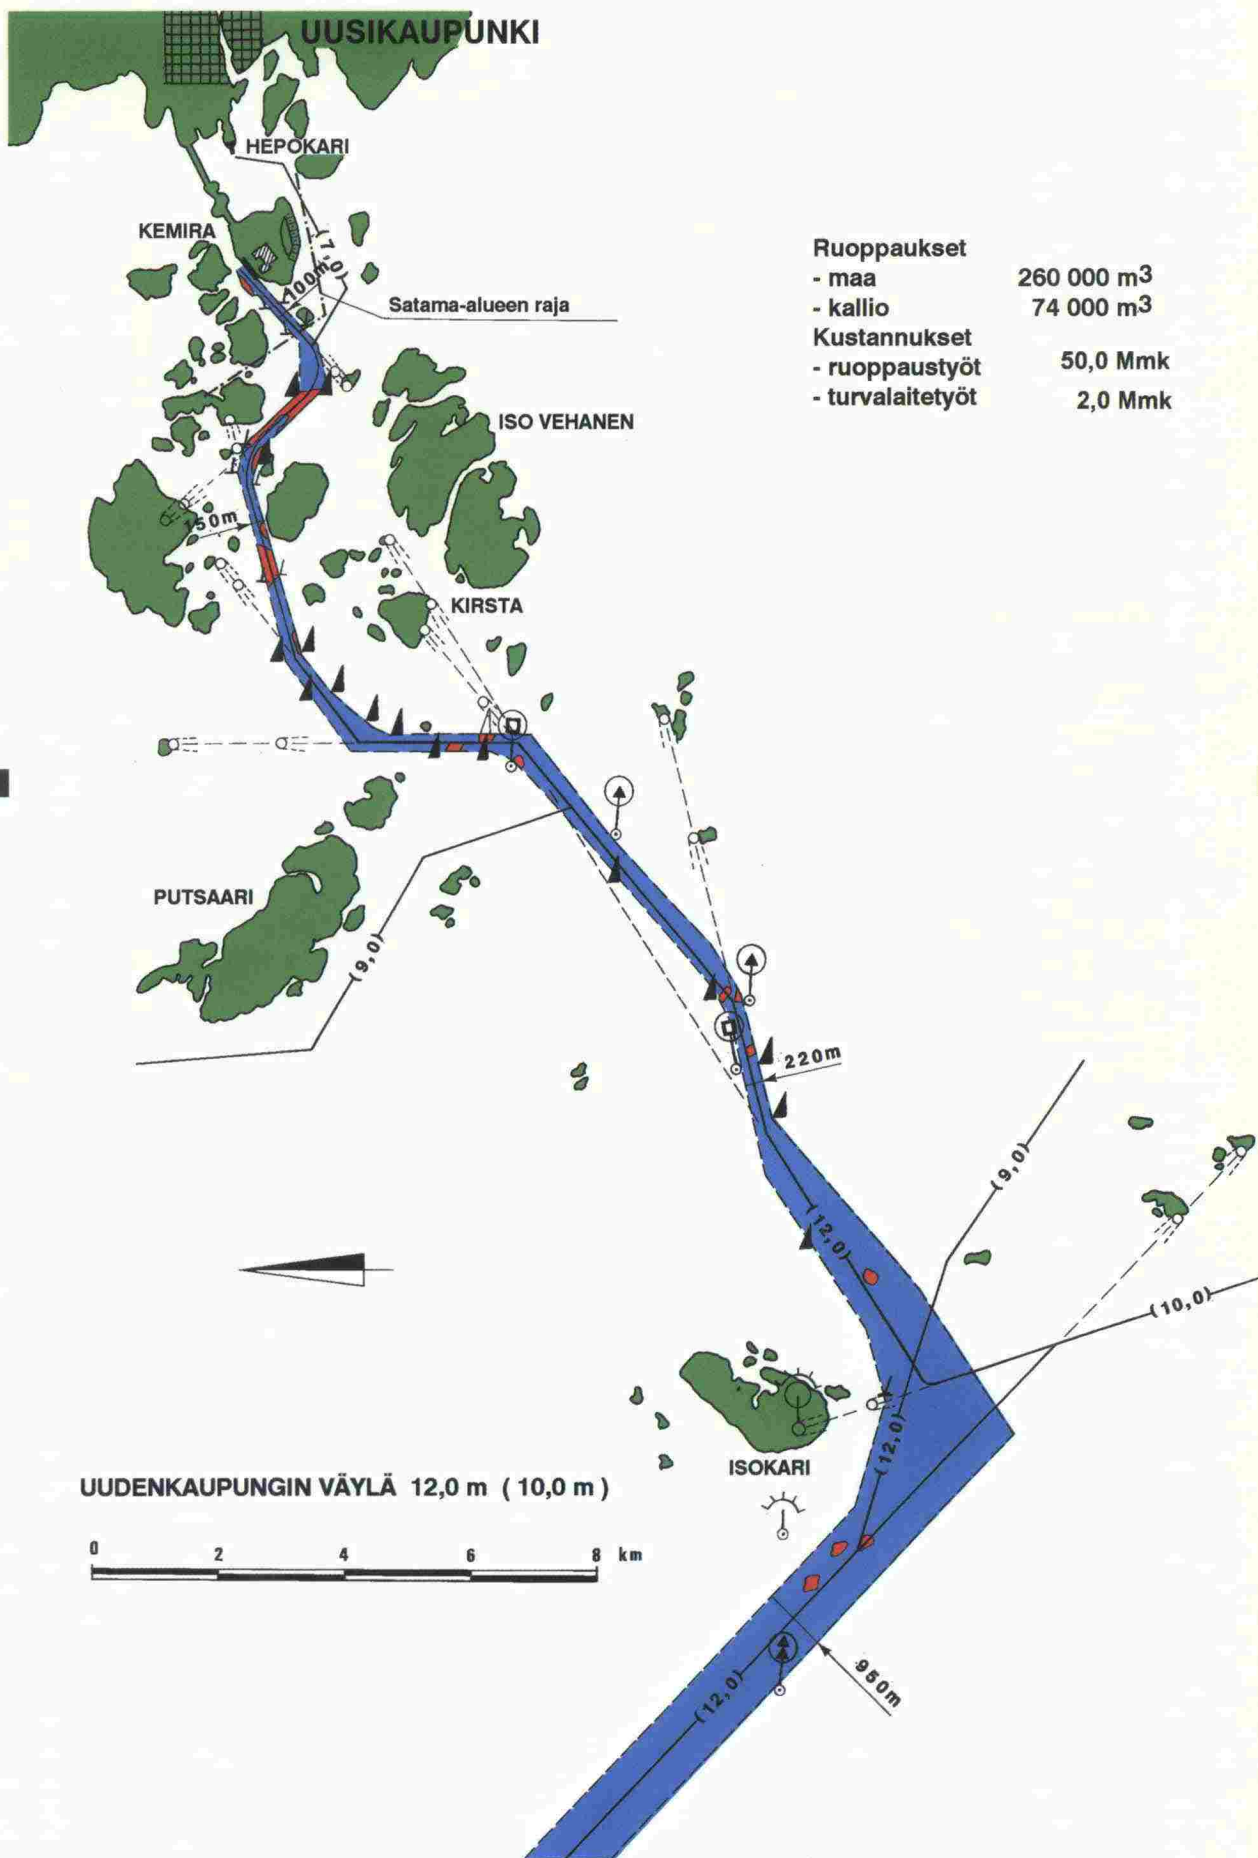 UUSIKAUPUNKI
HEPOKARI
KEMIRA
(7,0)
100m
Satama-alueen raja
Ruoppaukset
- maa 260 000 m3
- kallio 74 000 m3
Kustannukset
- ruoppaustyöt 50,0 Mmk
- turvalaitetyöt 2,0 Mmk
ISO VEHANEN
150m
KIRSTA
PUTSAARI
(9,0)
220m
(9,0)
(12,0)
(10,0)
(12,0)
ISOKARI
UUDENKAUPUNGIN VÄYLÄ 12,0 m ( 10,0 m )
0 2 4 6 8 km
950m
(12,0)